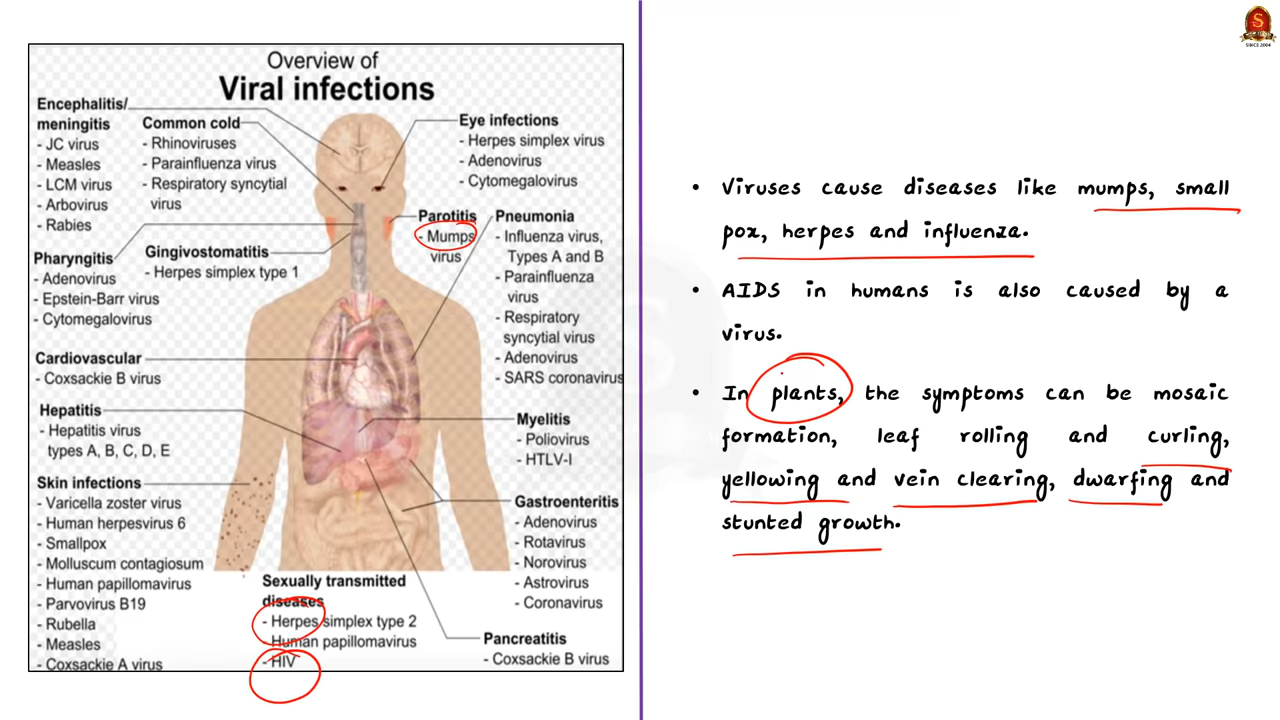 Overview of
Viral infections
Encephalitis/
meningitis
- JC virus
- Measles
- LCM virus
- Arbovirus
- Rabies
Common cold
- Rhinoviruses
- Parainfluenza virus
- Respiratory syncytial
virus
Eye infections
- Herpes simplex virus
- Adenovirus
- Cytomegalovirus
Parotitis
- Mumps
virus
Pneumonia
- Influenza virus,
Types A and B
- Parainfluenza
virus
- Respiratory
syncytial virus
- Adenovirus
- SARS coronavirus
Gingivostomatitis
- Herpes simplex type 1
Pharyngitis
- Adenovirus
- Epstein-Barr virus
- Cytomegalovirus
Cardiovascular
- Coxsackie B virus
Hepatitis
- Hepatitis virus
types A, B, C, D, E
Myelitis
- Poliovirus
- HTLV-I
Skin infections
- Varicella zoster virus
- Human herpesvirus 6
- Smallpox
- Molluscum contagiosum
- Human papillomavirus
- Parvovirus B19
- Rubella
- Measles
- Coxsackie A virus
Gastroenteritis
- Adenovirus
- Rotavirus
- Norovirus
- Astrovirus
- Coronavirus
Sexually transmitted
diseases
- Herpes simplex type 2
- Human papillomavirus
- HIV
Pancreatitis
- Coxsackie B virus
• Viruses cause diseases like mumps, small
pox, herpes and influenza.
• AIDS in humans is also caused by a
virus.
• In plants, the symptoms can be mosaic
formation, leaf rolling and curling,
yellowing and vein clearing, dwarfing and
stunted growth.
S
SINCE 2004